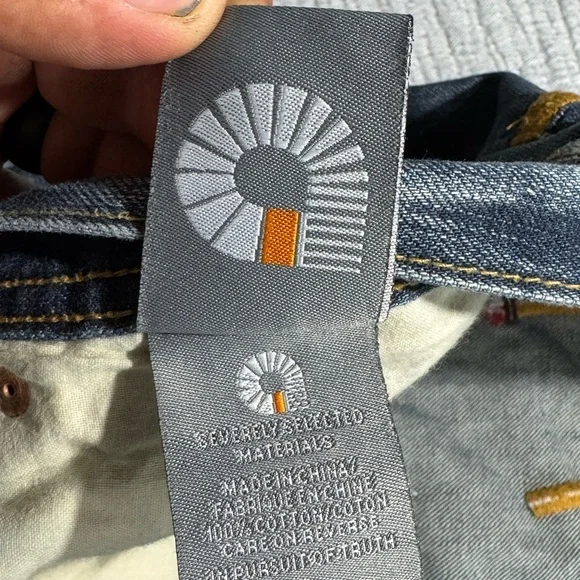 SEVERELY SELECTED
MATERIALS
MADE IN CHINA/
FABRIQUE EN CHINE
100% COTTON/COTON
CARE ON REVERSE
IN PURSUIT OF TRUTH